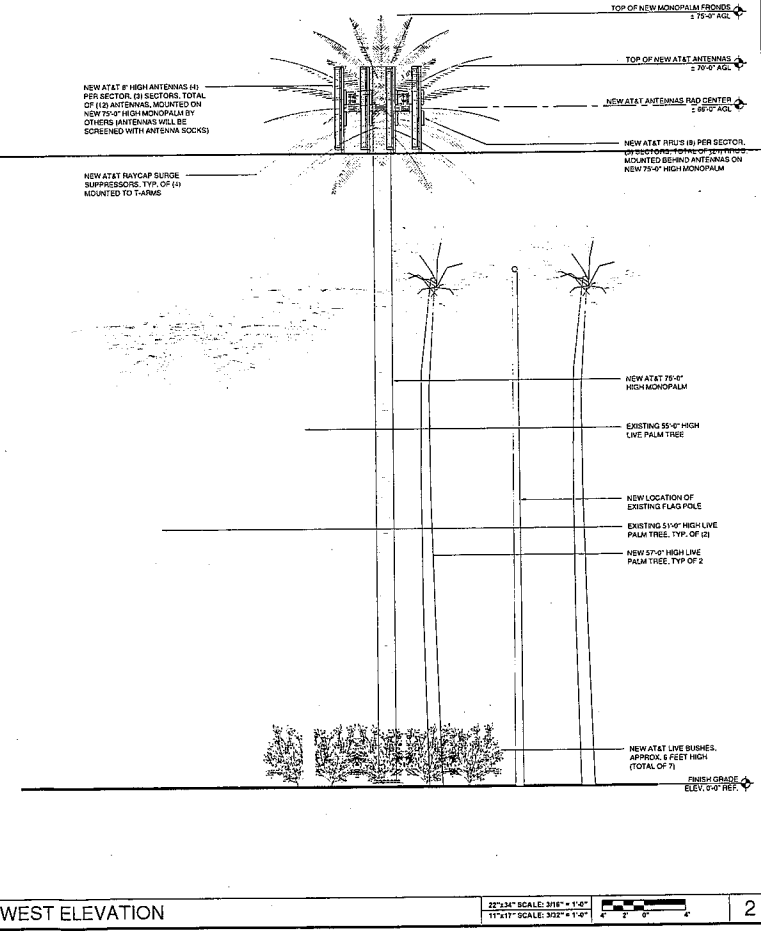 TOP OF NEW MONOPALM FRONDS
± 75'-0" AGL
TOP OF NEW AT&T ANTENNAS
± 70'-0" AGL
NEW AT&T ANTENNAS RAD CENTER
± 66'-0" AGL
NEW AT&T 8' HIGH ANTENNAS (4)
PER SECTOR, (3) SECTORS, TOTAL
OF (12) ANTENNAS, MOUNTED ON
NEW 75'-0" HIGH MONOPALM BY
OTHERS (ANTENNAS WILL BE
SCREENED WITH ANTENNA SOCKS)
NEW AT&T RRU'S (8) PER SECTOR,
(3) SECTORS, TOTAL OF (24) RRUS
MOUNTED BEHIND ANTENNAS ON
NEW 75'-0" HIGH MONOPALM
NEW AT&T RAYCAP SURGE
SUPPRESSORS, TYP. OF (4)
MOUNTED TO T-ARMS
NEW AT&T 75'-0"
HIGH MONOPALM
EXISTING 55'-0" HIGH
LIVE PALM TREE
NEW LOCATION OF
EXISTING FLAG POLE
EXISTING 51'-0" HIGH LIVE
PALM TREE, TYP. OF (2)
NEW 57'-0" HIGH LIVE
PALM TREE, TYP OF 2
NEW AT&T LIVE BUSHES,
APPROX. 6 FEET HIGH
(TOTAL OF 7)
FINISH GRADE
ELEV. 0'-0" REF.
WEST ELEVATION
22"x34" SCALE: 3/16" = 1'-0"
11"x17" SCALE: 3/32" = 1'-0"
4' 2' 0" 4'
2